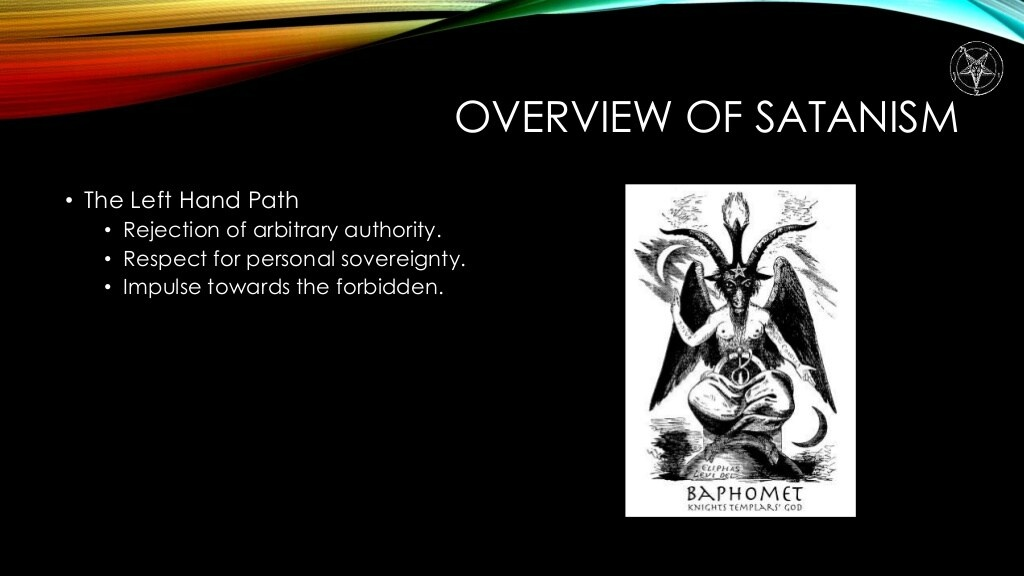 OVERVIEW OF SATANISM
• The Left Hand Path
• Rejection of arbitrary authority.
• Respect for personal sovereignty.
• Impulse towards the forbidden.
ELIPHAS
LEVI DEL
BAPHOMET
KNIGHTS TEMPLARS' GOD